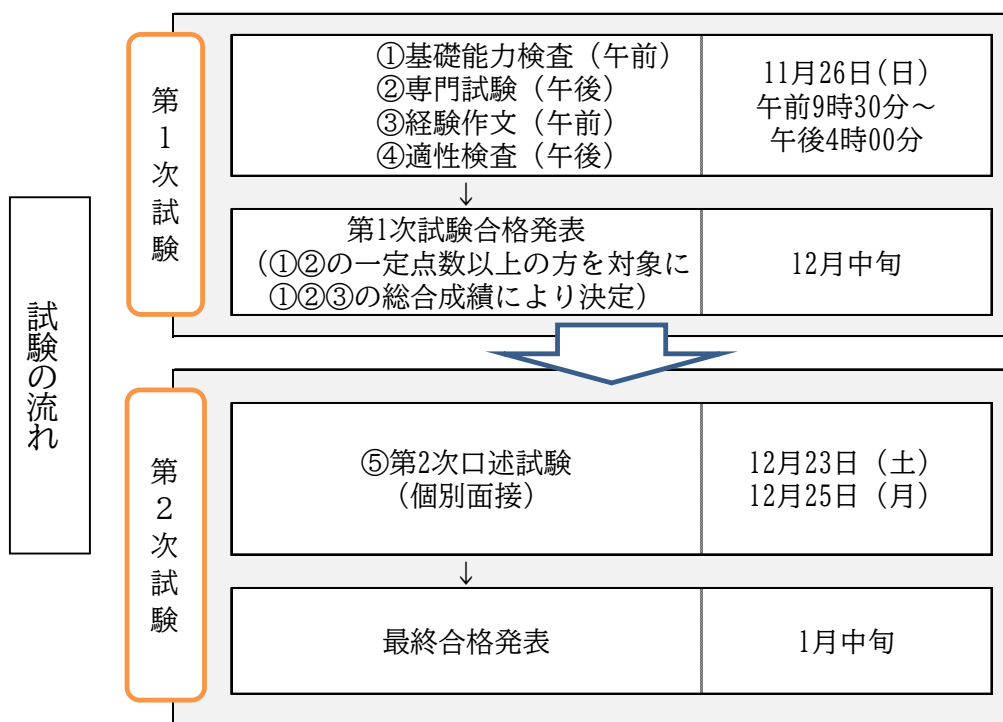 試験の流れ
第1次試験
①基礎能力検査（午前）
②専門試験（午後）
③経験作文（午前）
④適性検査（午後）
11月26日(日)
午前9時30分～
午後4時00分
↓
第1次試験合格発表
（①②の一定点数以上の方を対象に
①②③の総合成績により決定）
12月中旬
第2次試験
⑤第2次口述試験
（個別面接）
12月23日（土）
12月25日（月）
↓
最終合格発表
1月中旬